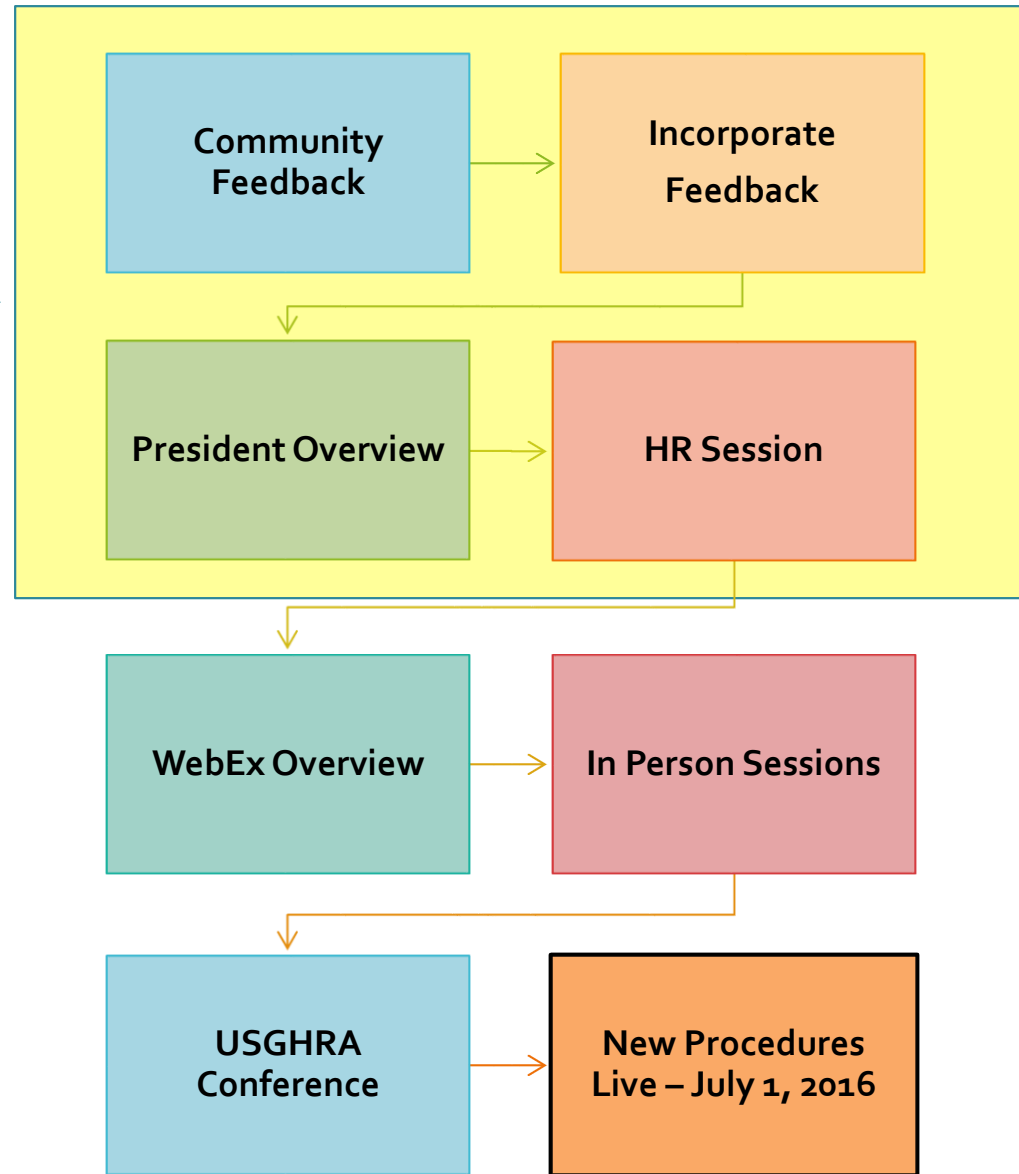 Community
Feedback
Incorporate
Feedback
President Overview
HR Session
WebEx Overview
In Person Sessions
USGHRA
Conference
New Procedures
Live – July 1, 2016